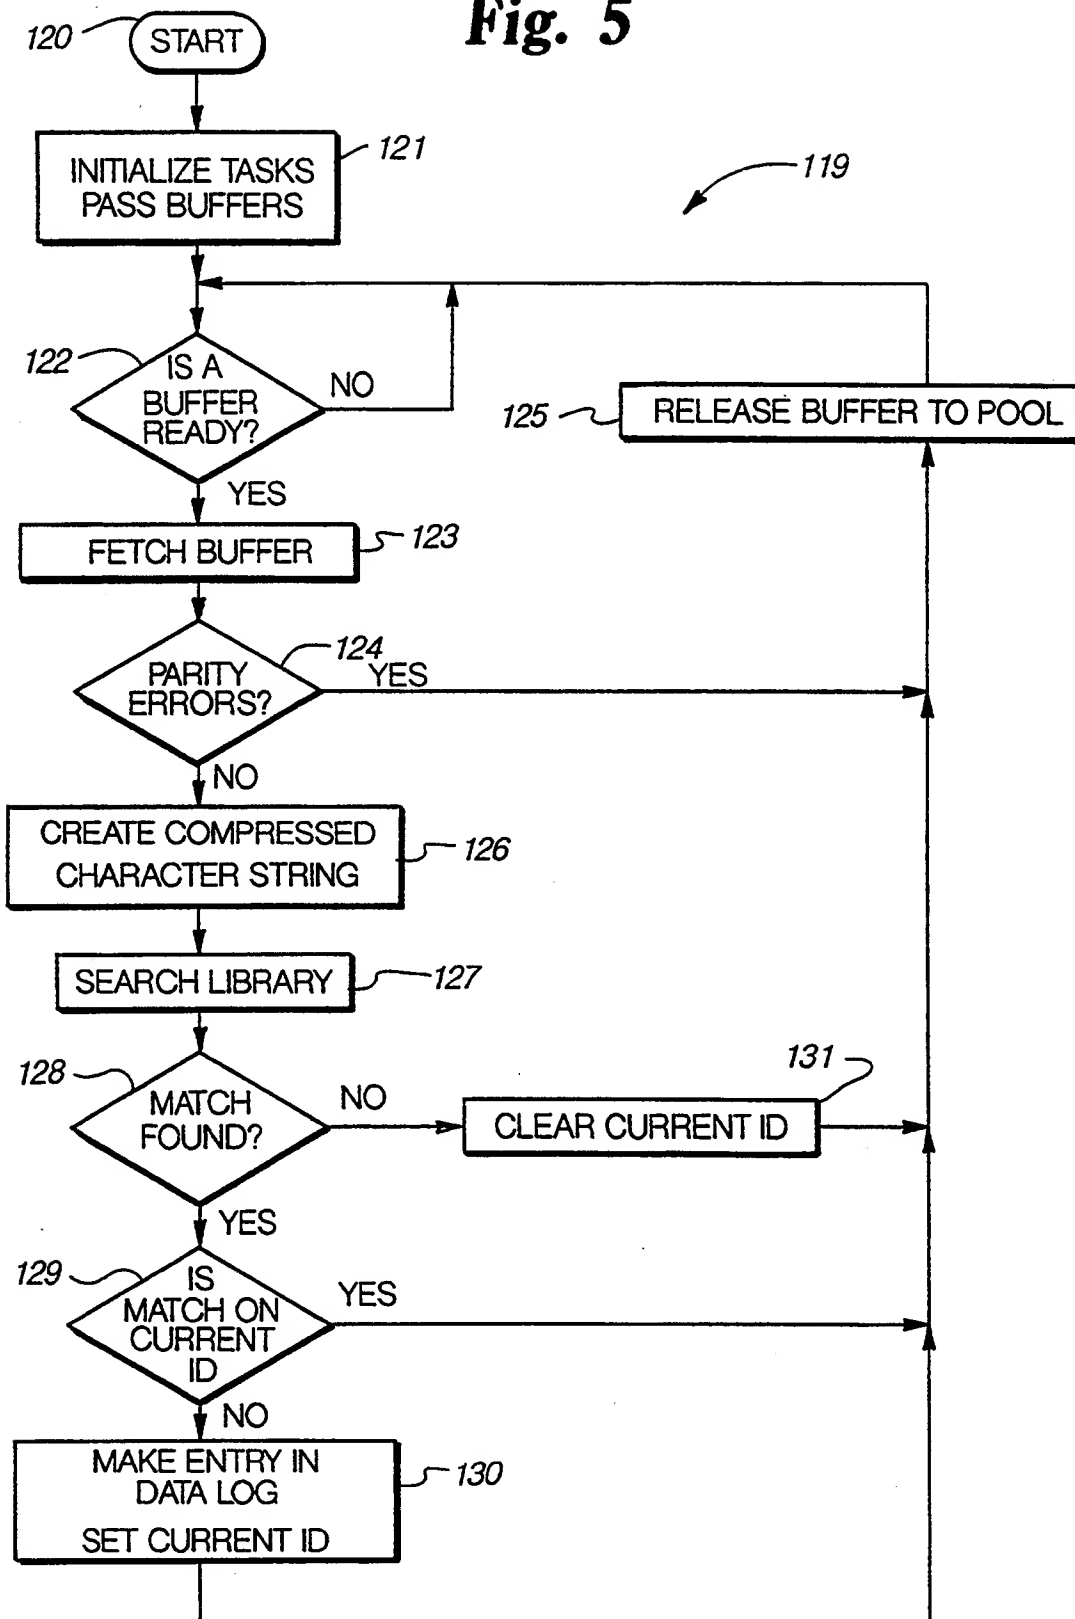 Fig. 5
120
START
121
INITIALIZE TASKS
PASS BUFFERS
119
122
IS A
BUFFER
READY?
NO
125
RELEASE BUFFER TO POOL
YES
FETCH BUFFER
123
124
PARITY
ERRORS?
YES
NO
CREATE COMPRESSED
CHARACTER STRING
126
SEARCH LIBRARY
127
128
MATCH
FOUND?
NO
131
CLEAR CURRENT ID
YES
129
IS
MATCH ON
CURRENT
ID
YES
NO
MAKE ENTRY IN
DATA LOG
SET CURRENT ID
130